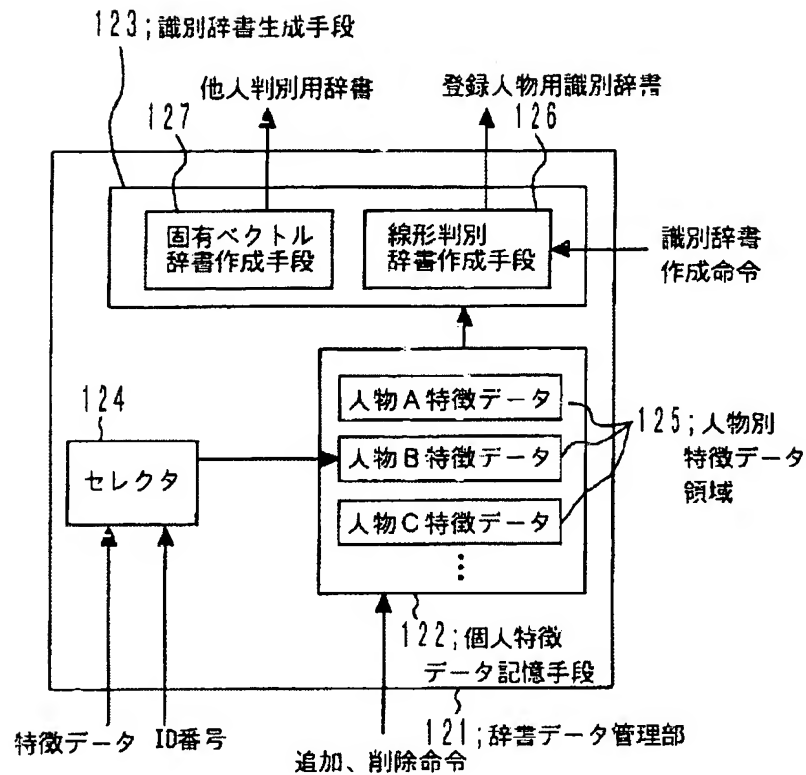 123;識別辞書生成手段
他人判別用辞書
登録人物用識別辞書
127
126
固有ベクトル
辞書作成手段
線形判別
辞書作成手段
識別辞書
作成命令
124
セレクタ
人物A特徴データ
人物B特徴データ
人物C特徴データ
125;人物別
特徴データ
領域
122;個人特徴
データ記憶手段
121;辞書データ管理部
特徴データ
ID番号
追加、削除命令